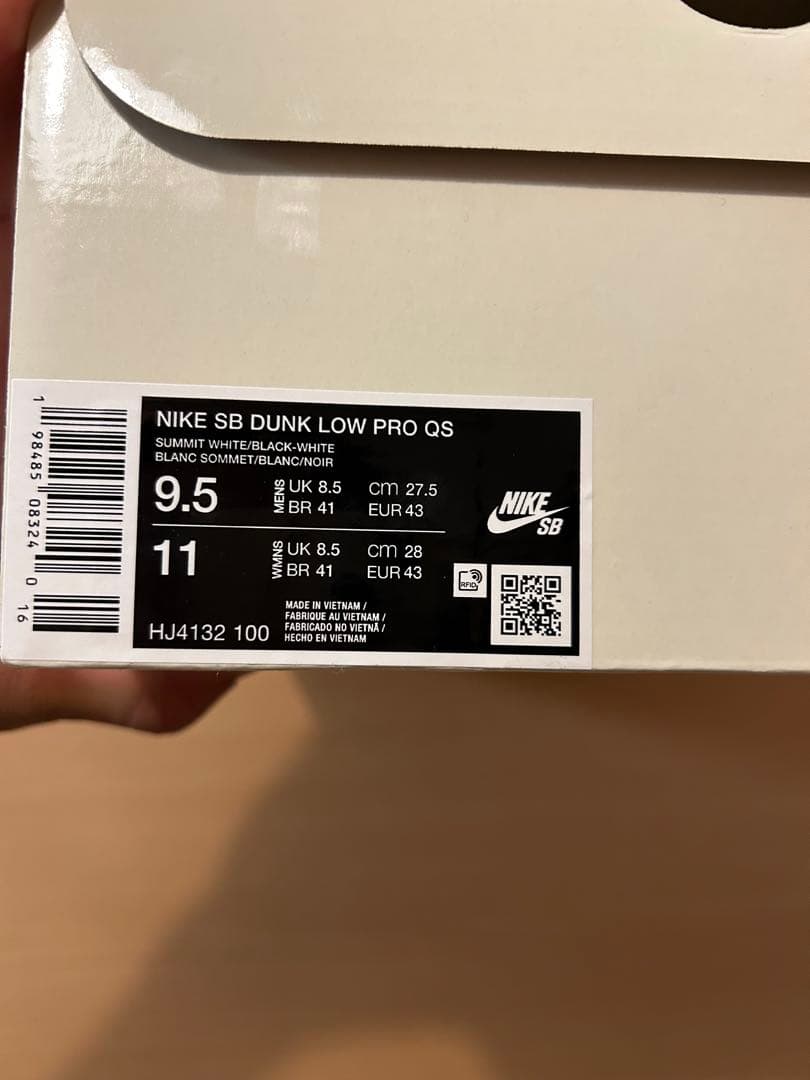 NIKE SB DUNK LOW PRO QS
SUMMIT WHITE/BLACK-WHITE
BLANC SOMMET/BLANC/NOIR
9.5 MENS UK 8.5 cm 27.5
BR 41 EUR 43
11 WMNS UK 8.5 cm 28
BR 41 EUR 43
NIKE
SB
RFID
HJ4132 100
MADE IN VIETNAM /
FABRIQUE AU VIETNAM /
FABRICADO NO VIETNÃ /
HECHO EN VIETNAM
1 98485 08324 0 16